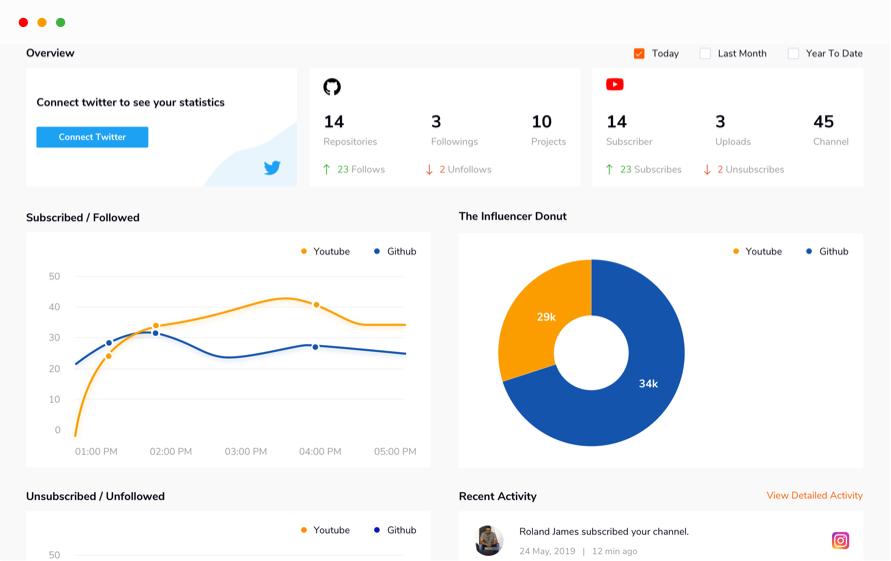 Overview
Today
Last Month
Year To Date
Connect twitter to see your statistics
Connect Twitter
14 3 10
Repositories Followings Projects
23 Follows 2 Unfollows
14 3 45
Subscriber Uploads Channel
23 Subscribes 2 Unsubscribes
Subscribed / Followed
Youtube Github
50
40
30
20
10
0
01:00 PM 02:00 PM 03:00 PM 04:00 PM 05:00 PM
The Influencer Donut
Youtube Github
29k
34k
Unsubscribed / Unfollowed
Youtube Github
50
Recent Activity
View Detailed Activity
Roland James subscribed your channel.
24 May, 2019 | 12 min ago